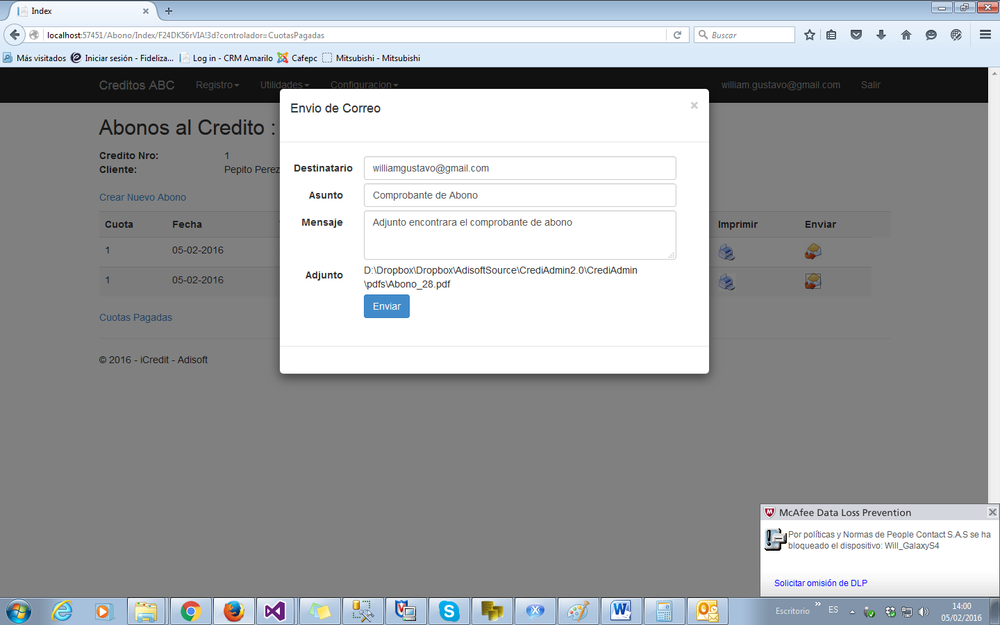 Index
localhost:57451/Abono/Index/F24DK56rVIA!3d?controlador=CuotasPagadas
Buscar
Más visitados
Iniciar sesión - Fideliza...
Log in - CRM Amarilo
Cafepc
Mitsubishi - Mitsubishi
Creditos ABC
Registro
Utilidades
Configuracion
william.gustavo@gmail.com
Salir
Envio de Correo
×
Abonos al Credito :
Credito Nro:
1
Cliente:
Pepito Perez
Destinatario
williamgustavo@gmail.com
Asunto
Comprobante de Abono
Mensaje
Adjunto encontrara el comprobante de abono
Adjunto
D:\Dropbox\Dropbox\AdisoftSource\CrediAdmin2.0\CrediAdmin
\pdfs\Abono_28.pdf
Enviar
Crear Nuevo Abono
Cuota
Fecha
Imprimir
Enviar
1
05-02-2016
1
05-02-2016
Cuotas Pagadas
© 2016 - iCredit - Adisoft
McAfee Data Loss Prevention
Por políticas y Normas de People Contact S.A.S se ha
bloqueado el dispositivo: Will_GalaxyS4
Solicitar omisión de DLP
Escritorio
»
ES
14:00
05/02/2016